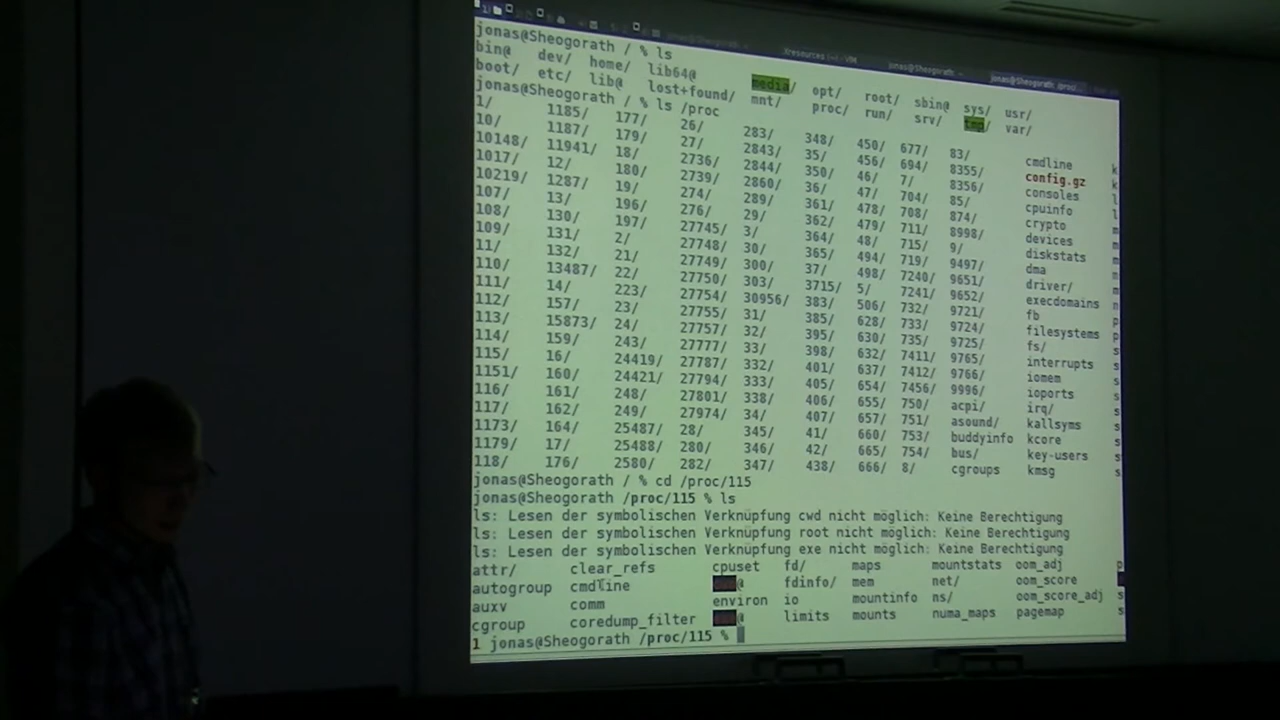 jonas@Sheogorath / % ls
bin@ dev/ home/ lib64@ media/ opt/ root/ sbin@ sys/ usr/
boot/ etc/ lib@ lost+found/ mnt/ proc/ run/ srv/ tmp/ var/
jonas@Sheogorath / % ls /proc
1/ 1185/ 177/ 26/ 283/ 348/ 450/ 677/ 83/ cmdline
10/ 1187/ 179/ 27/ 2843/ 35/ 456/ 694/ 8355/ config.gz
10148/ 11941/ 18/ 2736/ 2844/ 350/ 46/ 7/ 8356/ consoles
1017/ 12/ 180/ 2739/ 2860/ 36/ 47/ 704/ 85/ cpuinfo
10219/ 1287/ 19/ 274/ 289/ 361/ 478/ 708/ 874/ crypto
107/ 13/ 196/ 276/ 29/ 362/ 479/ 711/ 8998/ devices
108/ 130/ 197/ 27745/ 3/ 364/ 48/ 715/ 9/ diskstats
109/ 131/ 2/ 27748/ 30/ 365/ 494/ 719/ 9497/ dma
11/ 132/ 21/ 27749/ 300/ 37/ 498/ 7240/ 9651/ driver/
110/ 13487/ 22/ 27750/ 303/ 3715/ 5/ 7241/ 9652/ execdomains
111/ 14/ 223/ 27754/ 30956/ 383/ 506/ 732/ 9721/ fb
112/ 157/ 23/ 27755/ 31/ 385/ 628/ 733/ 9724/ filesystems
113/ 15873/ 24/ 27757/ 32/ 395/ 630/ 735/ 9725/ fs/
114/ 159/ 243/ 27777/ 33/ 398/ 632/ 7411/ 9765/ interrupts
115/ 16/ 24419/ 27787/ 332/ 401/ 637/ 7412/ 9766/ iomem
1151/ 160/ 24421/ 27794/ 333/ 405/ 654/ 7456/ 9996/ ioports
116/ 161/ 248/ 27801/ 338/ 406/ 655/ 750/ acpi/ irq/
117/ 162/ 249/ 27974/ 34/ 407/ 657/ 751/ asound/ kallsyms
1173/ 164/ 25487/ 28/ 345/ 41/ 660/ 753/ buddyinfo kcore
1179/ 17/ 25488/ 280/ 346/ 42/ 665/ 754/ bus/ key-users
118/ 176/ 2580/ 282/ 347/ 438/ 666/ 8/ cgroups kmsg
jonas@Sheogorath / % cd /proc/115
jonas@Sheogorath /proc/115 % ls
ls: Lesen der symbolischen Verknüpfung cwd nicht möglich: Keine Berechtigung
ls: Lesen der symbolischen Verknüpfung root nicht möglich: Keine Berechtigung
ls: Lesen der symbolischen Verknüpfung exe nicht möglich: Keine Berechtigung
attr/ clear_refs cpuset fd/ maps mountstats oom_adj
autogroup cmdline @ fdinfo/ mem net/ oom_score
auxv comm environ io mountinfo ns/ oom_score_adj
cgroup coredump_filter @ limits mounts numa_maps pagemap
1 jonas@Sheogorath /proc/115 %